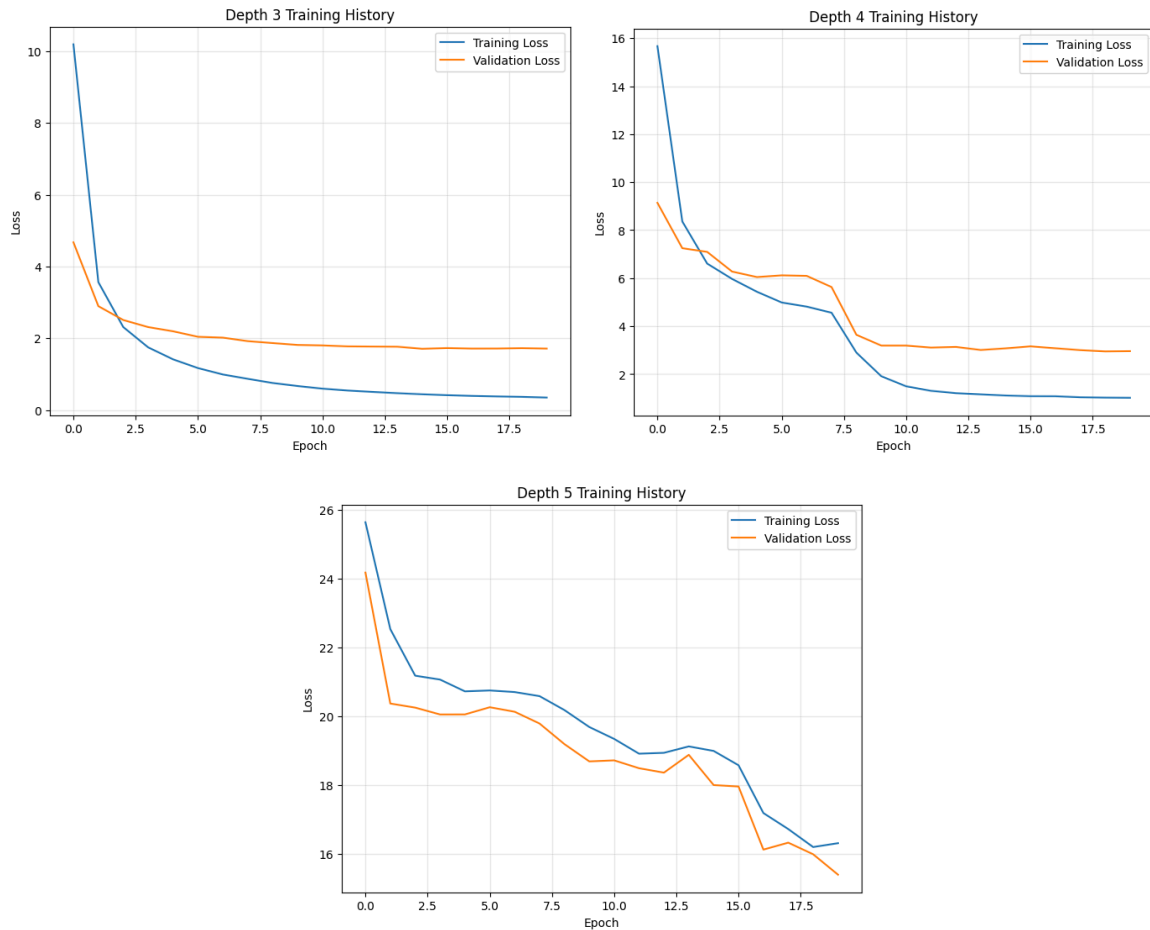 Depth 3 Training History
Training Loss
Validation Loss
10
8
6
4
2
0
Loss
0.0 2.5 5.0 7.5 10.0 12.5 15.0 17.5
Epoch
Depth 4 Training History
Training Loss
Validation Loss
16
14
12
10
8
6
4
2
Loss
0.0 2.5 5.0 7.5 10.0 12.5 15.0 17.5
Epoch
Depth 5 Training History
Training Loss
Validation Loss
26
24
22
20
18
16
Loss
0.0 2.5 5.0 7.5 10.0 12.5 15.0 17.5
Epoch